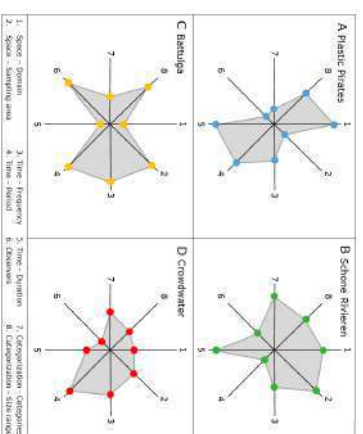 A Plastic Pirates
1
2
3
4
5
6
7
8
B Schone Rivieren
1
2
3
4
5
6
7
8
C Battulga
1
2
3
4
5
6
7
8
D Crowdwater
1
2
3
4
5
6
7
8
1. Space - Domain
2. Space - Sampling area
3. Time - Frequency
4. Time - Period
5. Time - Duration
6. Observers
7. Categorization - Categories
8. Categorization - Size range